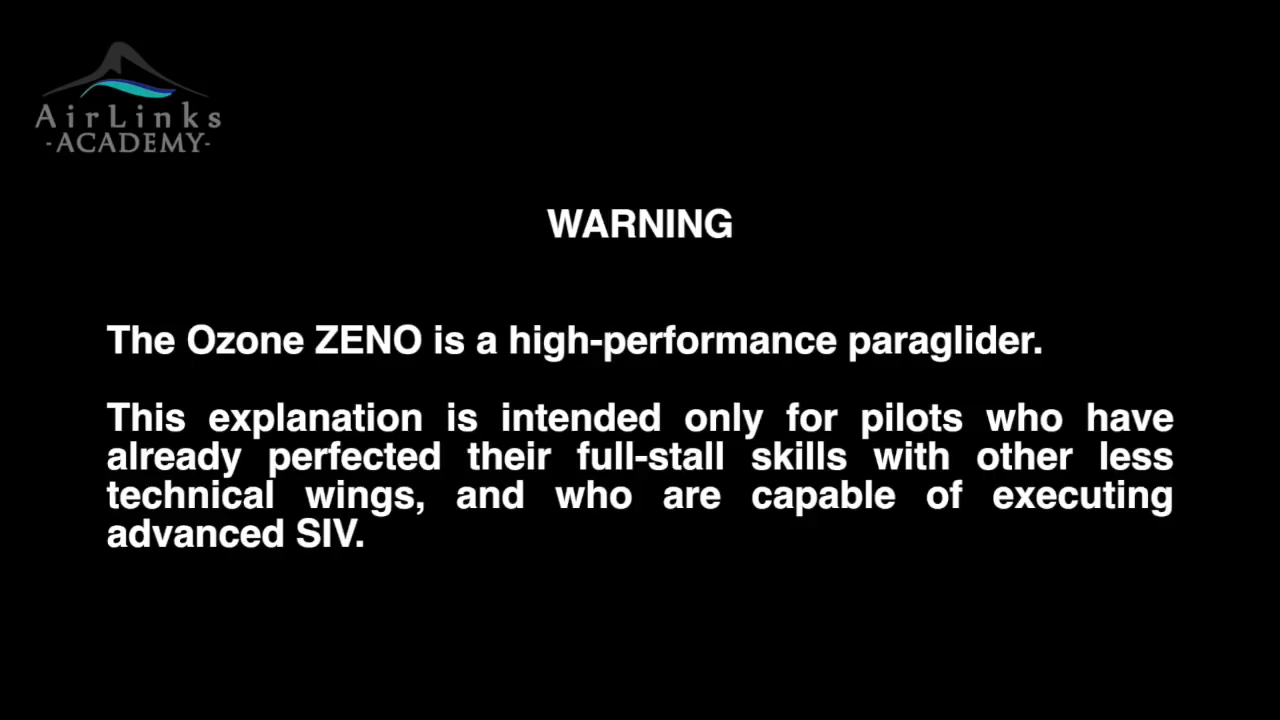 AirLinks
-ACADEMY-
WARNING
The Ozone ZENO is a high-performance paraglider.
This explanation is intended only for pilots who have
already perfected their full-stall skills with other less
technical wings, and who are capable of executing
advanced SIV.